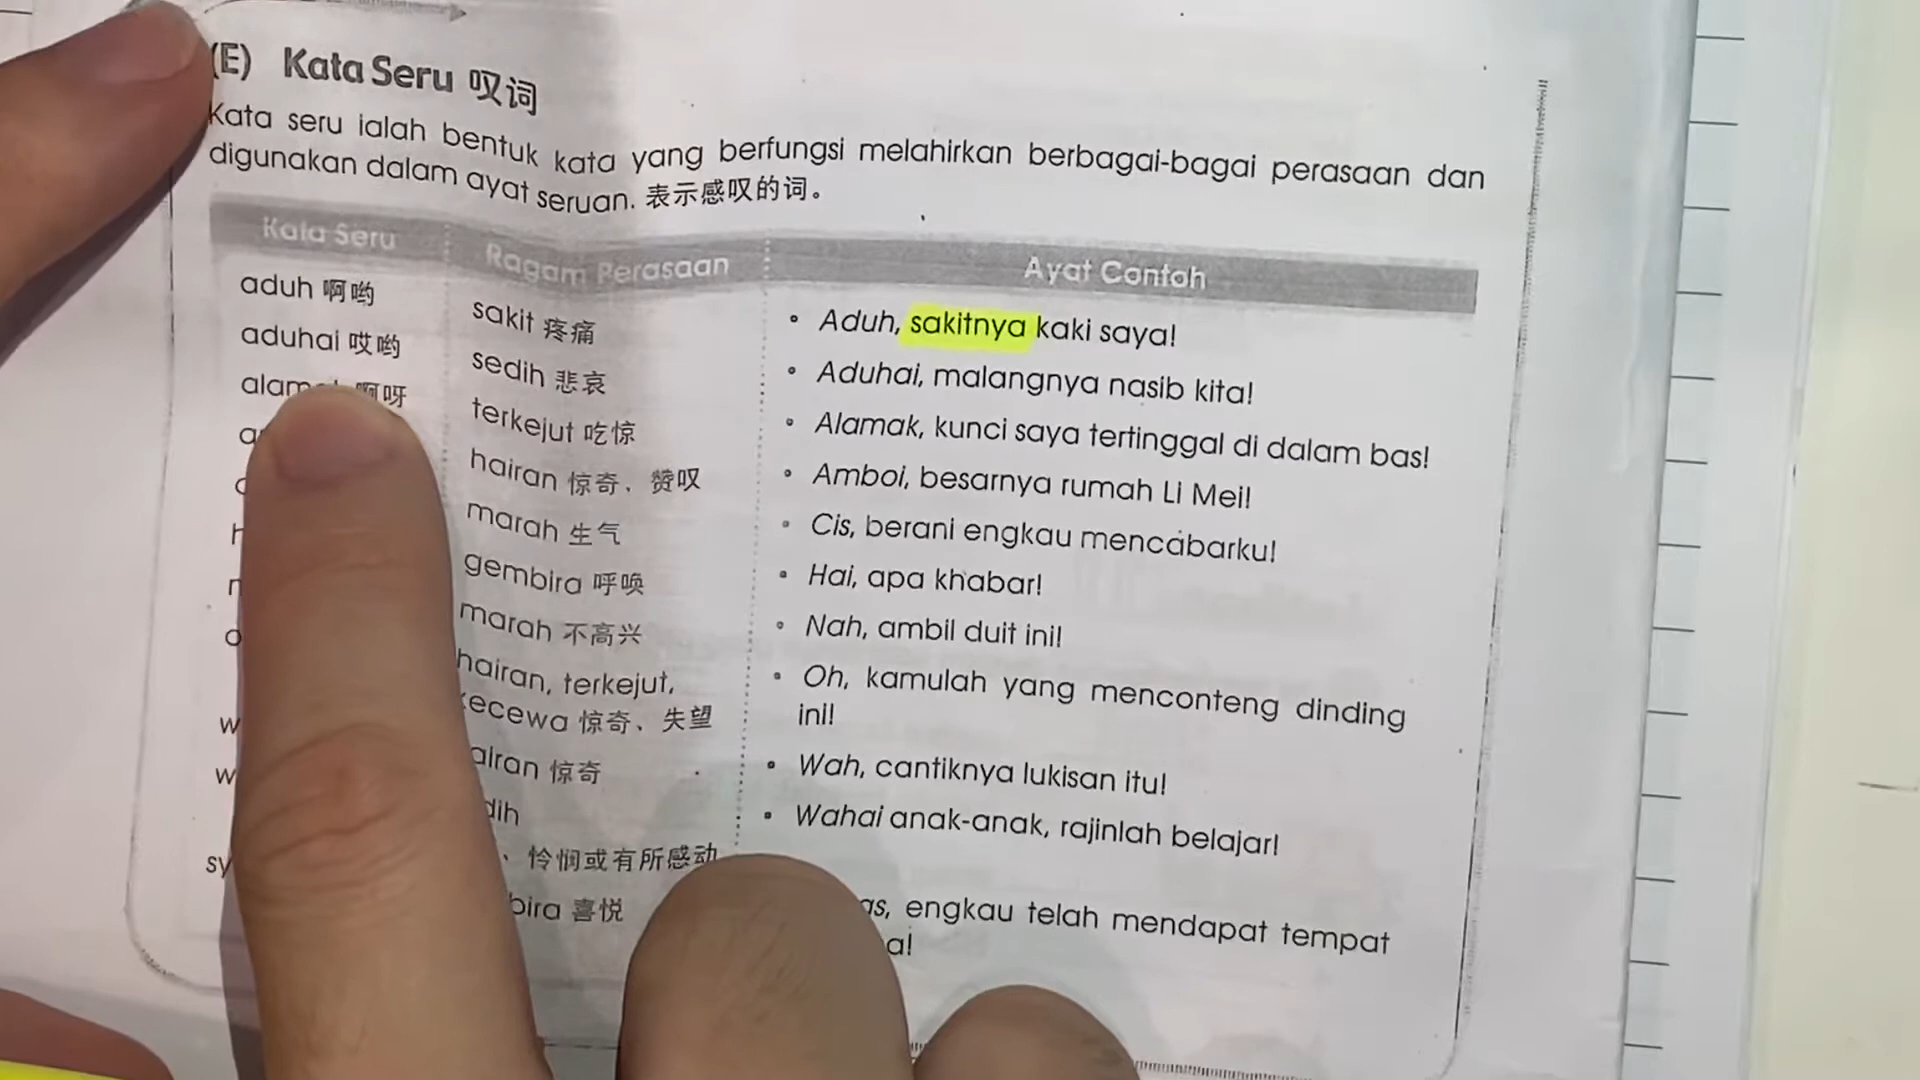 (E) Kata Seru 叹词
Kata seru ialah bentuk kata yang berfungsi melahirkan berbagai-bagai perasaan dan
digunakan dalam ayat seruan. 表示感叹的词。
Kata Seru Ragam Perasaan Ayat Contoh
aduh 啊哟 sakit 疼痛 • Aduh, sakitnya kaki saya!
aduhai 哎哟 sedih 悲哀 • Aduhai, malangnya nasib kita!
啊呀 terkejut 吃惊 • Alamak, kunci saya tertinggal di dalam bas!
hairan 惊奇、赞叹 • Amboi, besarnya rumah Li Mei!
marah 生气 • Cis, berani engkau mencabarku!
gembira 呼唤 • Hai, apa khabar!
marah 不高兴 • Nah, ambil duit ini!
hairan, terkejut, • Oh, kamulah yang menconteng dinding
kecewa 惊奇、失望 ini!
惊奇 • Wah, cantiknya lukisan itu!
• Wahai anak-anak, rajinlah belajar!
、怜悯或有所感动
喜悦 engkau telah mendapat tempat